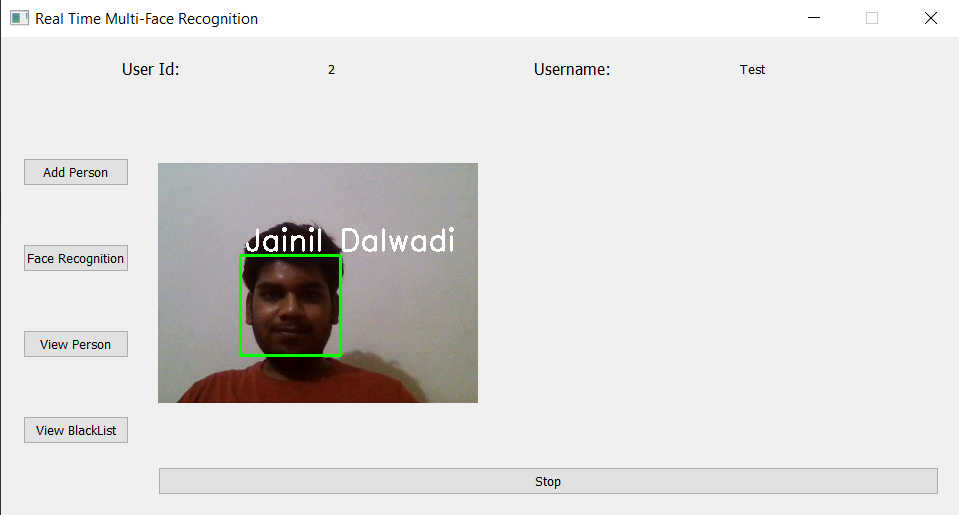 Real Time Multi-Face Recognition
User Id: 2 Username: Test
Add Person
Jainil Dalwadi
Face Recognition
View Person
View BlackList
Stop